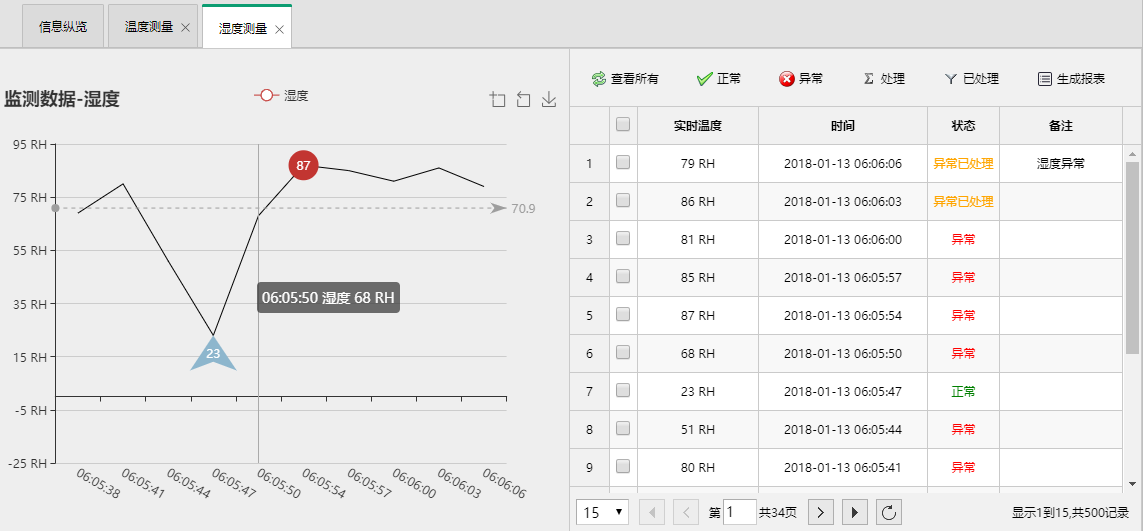 信息纵览 温度测量 湿度测量
监测数据-湿度
湿度
95 RH
75 RH
55 RH
35 RH
15 RH
-5 RH
-25 RH
87
70.9
06:05:50 湿度 68 RH
23
06:05:38 06:05:41 06:05:44 06:05:47 06:05:50 06:05:54 06:05:57 06:06:00 06:06:03 06:06:06
查看所有 正常 异常 Σ 处理 已处理 生成报表
实时温度 时间 状态 备注
1 79 RH 2018-01-13 06:06:06 异常已处理 湿度异常
2 86 RH 2018-01-13 06:06:03 异常已处理
3 81 RH 2018-01-13 06:06:00 异常
4 85 RH 2018-01-13 06:05:57 异常
5 87 RH 2018-01-13 06:05:54 异常
6 68 RH 2018-01-13 06:05:50 异常
7 23 RH 2018-01-13 06:05:47 正常
8 51 RH 2018-01-13 06:05:44 异常
9 80 RH 2018-01-13 06:05:41 异常
15 第 1 共34页 显示1到15,共500记录